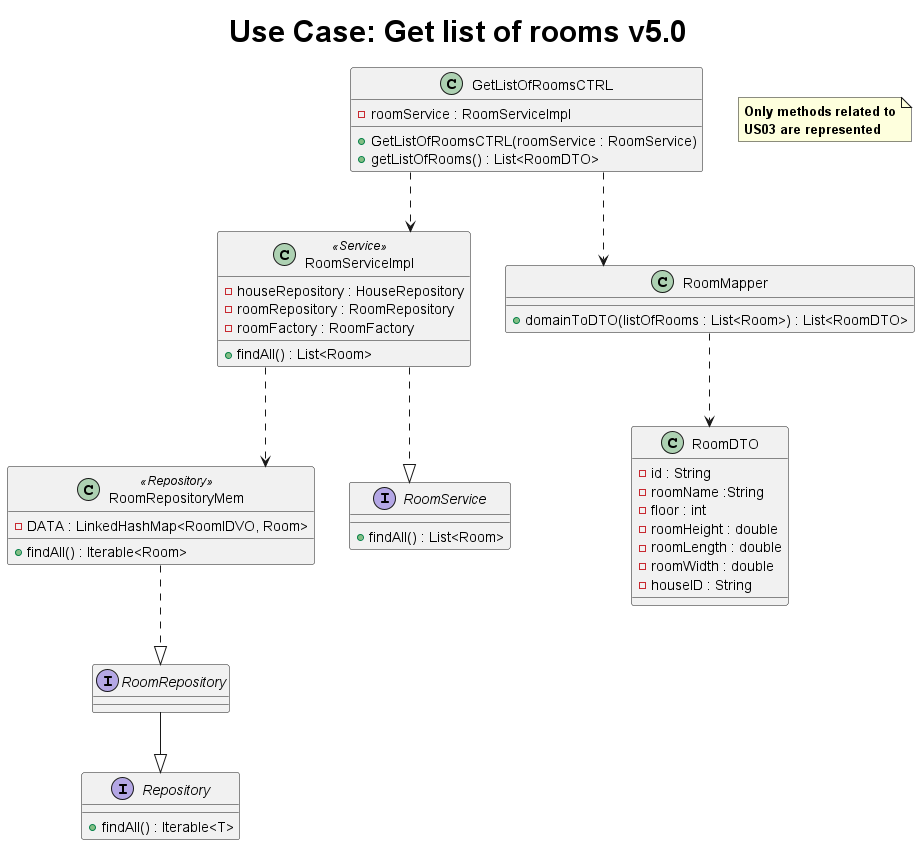 Use Case: Get list of rooms v5.0
C GetListOfRoomsCTRL
roomService : RoomServiceImpl
GetListOfRoomsCTRL(roomService : RoomService)
getListOfRooms() : List<RoomDTO>
Only methods related to
US03 are represented
«Service»
C RoomServiceImpl
houseRepository : HouseRepository
roomRepository : RoomRepository
roomFactory : RoomFactory
findAll() : List<Room>
C RoomMapper
domainToDTO(listOfRooms : List<Room>) : List<RoomDTO>
«Repository»
C RoomRepositoryMem
DATA : LinkedHashMap<RoomIDVO, Room>
findAll() : Iterable<Room>
I RoomService
findAll() : List<Room>
C RoomDTO
id : String
roomName :String
floor : int
roomHeight : double
roomLength : double
roomWidth : double
houseID : String
I RoomRepository
I Repository
findAll() : Iterable<T>